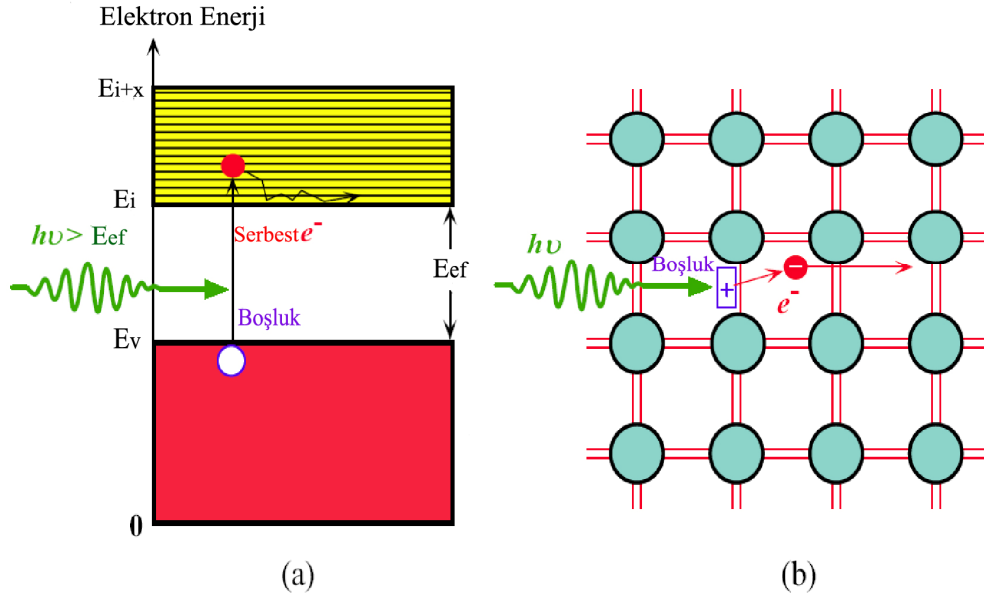 Elektron Enerji
Ei+x
Ei
hυ> Eef
Serbest e-
Eef
Boşluk
Ev
0
(a)
hυ
Boşluk
+
−
e-
(b)